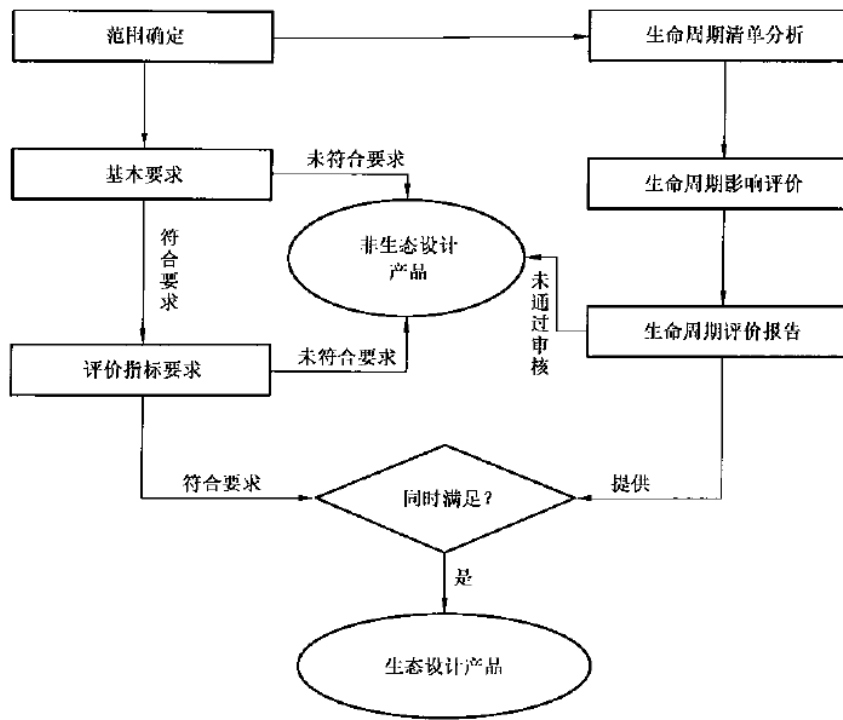 范围确定
生命周期清单分析
基本要求
未符合要求
生命周期影响评价
符合要求
非生态设计
产品
未通过审核
生命周期评价报告
评价指标要求
未符合要求
符合要求
同时满足？
提供
是
生态设计产品